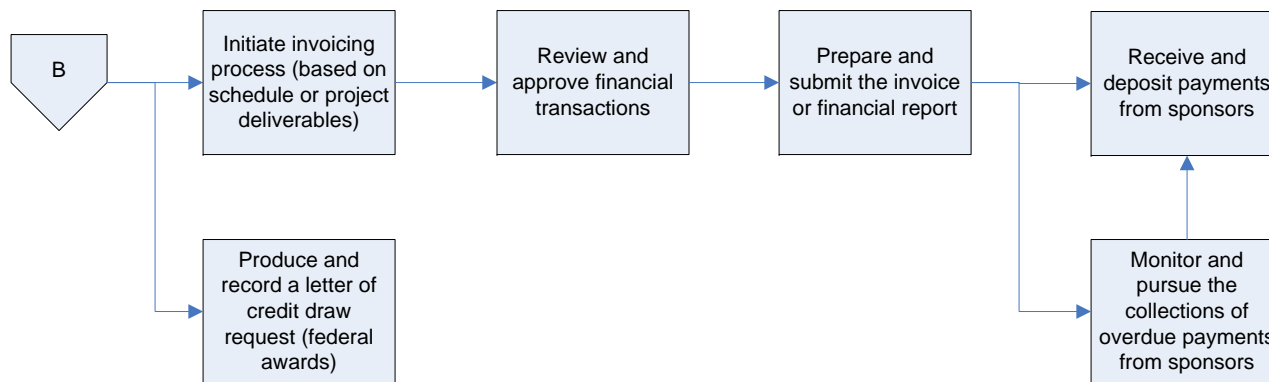 B
Initiate invoicing
process (based on
schedule or project
deliverables)
Review and
approve financial
transactions
Prepare and
submit the invoice
or financial report
Receive and
deposit payments
from sponsors
Produce and
record a letter of
credit draw
request (federal
awards)
Monitor and
pursue the
collections of
overdue payments
from sponsors